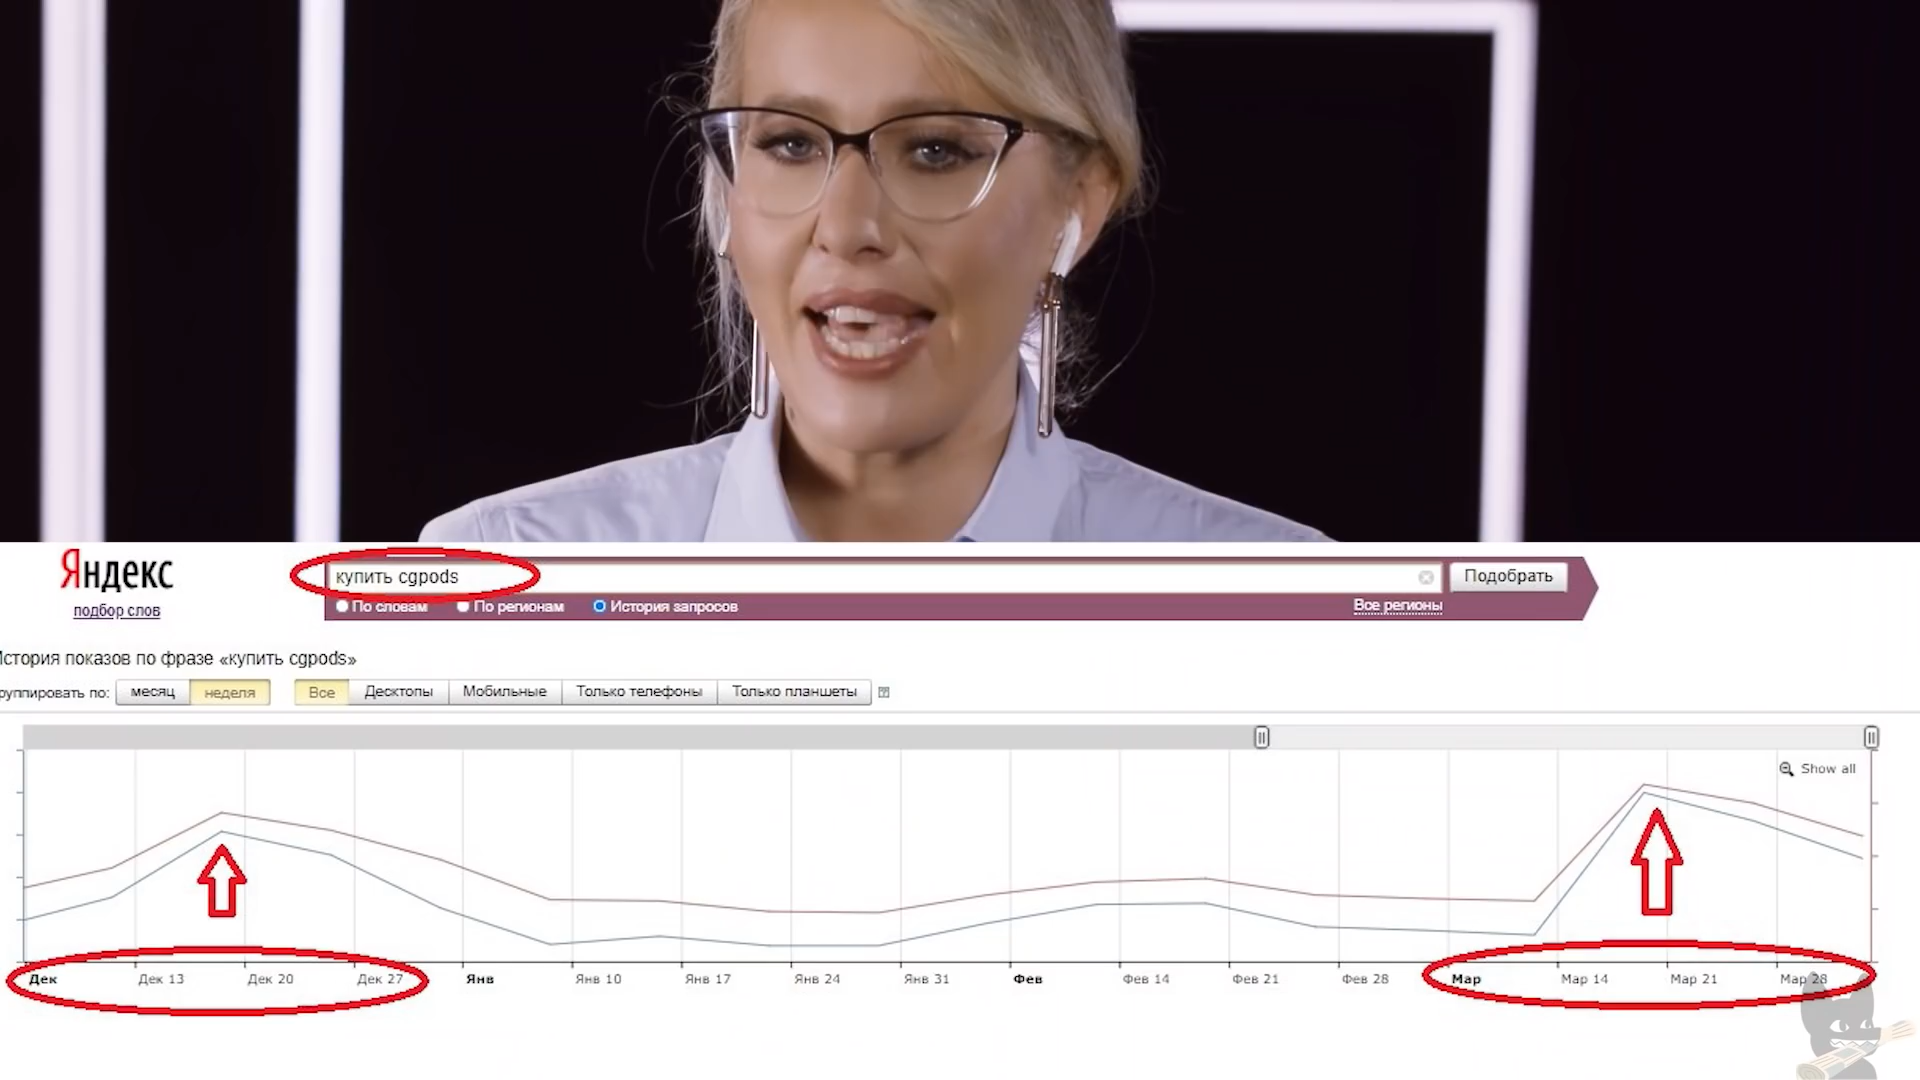 Яндекс
подбор слов
купить cgpods
Подобрать
По словам
По регионам
История запросов
Все регионы
История показов по фразе «купить cgpods»
руппировать по:
месяц
неделя
Все
Десктопы
Мобильные
Только телефоны
Только планшеты
Show all
Дек
Дек 13
Дек 20
Дек 27
Янв
Янв 10
Янв 17
Янв 24
Янв 31
Фев
Фев 14
Фев 21
Фев 28
Мар
Мар 14
Мар 21
Мар 28